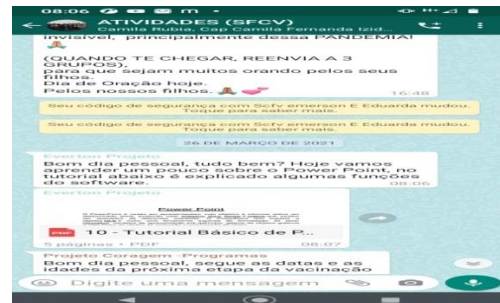 08:06
ATIVIDADES (SFCV)
Camila Rubia, Cap Camila Fernanda Izid...
invisível, principalmente dessa PANDEMIA!
🙏
(QUANDO TE CHEGAR, REENVIA A 3
GRUPOS),
para que sejam muitos orando pelos seus
filhos.
Dia de Oração hoje.
Pelos nossos filhos. 🙏 💕
16:48
Seu código de segurança com Scfv emerson E Eduarda mudou.
Toque para saber mais.
Seu código de segurança com Scfv emerson E Eduarda mudou.
Toque para saber mais.
26 DE MARÇO DE 2021
Everton Projeto
Bom dia pessoal, tudo bem? Hoje vamos
aprender um pouco sobre o Power Point, no
tutorial abaixo é explicado algumas funções
do software.
08:06
Everton Projeto
Power Point
PDF
10 - Tutorial Básico de P...
5 páginas • PDF
08:07
Projeto Coragem -Programas
Bom dia pessoal, segue as datas e as
idades da próxima etapa da vacinação
Digite uma mensagem